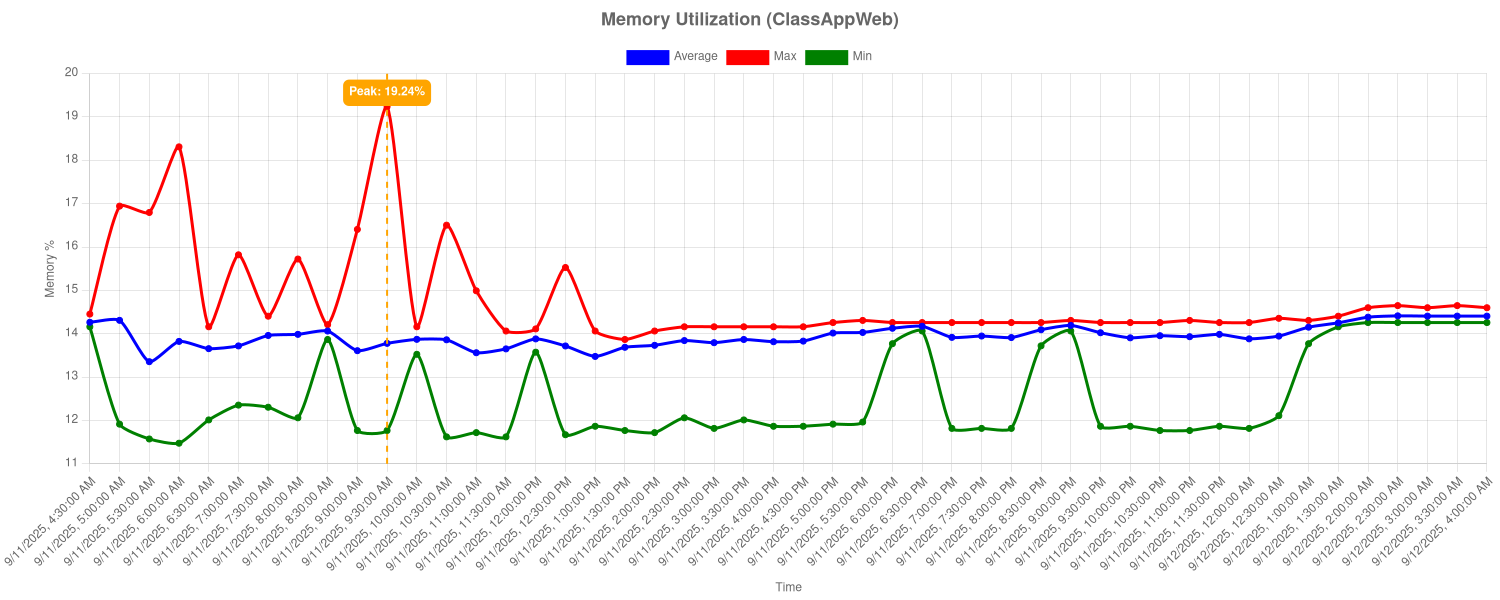 Memory Utilization (ClassAppWeb)
Average Max Min
Peak: 19.24%
20
19
18
17
16
15
14
13
12
11
Memory %
9/11/2025, 4:30:00 AM
9/11/2025, 5:00:00 AM
9/11/2025, 5:30:00 AM
9/11/2025, 6:00:00 AM
9/11/2025, 6:30:00 AM
9/11/2025, 7:00:00 AM
9/11/2025, 7:30:00 AM
9/11/2025, 8:00:00 AM
9/11/2025, 8:30:00 AM
9/11/2025, 9:00:00 AM
9/11/2025, 9:30:00 AM
9/11/2025, 10:00:00 AM
9/11/2025, 10:30:00 AM
9/11/2025, 11:00:00 AM
9/11/2025, 11:30:00 AM
9/11/2025, 12:00:00 PM
9/11/2025, 12:30:00 PM
9/11/2025, 1:00:00 PM
9/11/2025, 1:30:00 PM
9/11/2025, 2:00:00 PM
9/11/2025, 2:30:00 PM
9/11/2025, 3:00:00 PM
9/11/2025, 3:30:00 PM
9/11/2025, 4:00:00 PM
9/11/2025, 4:30:00 PM
9/11/2025, 5:00:00 PM
9/11/2025, 5:30:00 PM
9/11/2025, 6:00:00 PM
9/11/2025, 6:30:00 PM
9/11/2025, 7:00:00 PM
9/11/2025, 7:30:00 PM
9/11/2025, 8:00:00 PM
9/11/2025, 8:30:00 PM
9/11/2025, 9:00:00 PM
9/11/2025, 9:30:00 PM
9/11/2025, 10:00:00 PM
9/11/2025, 10:30:00 PM
9/11/2025, 11:00:00 PM
9/11/2025, 11:30:00 PM
9/12/2025, 12:00:00 AM
9/12/2025, 12:30:00 AM
9/12/2025, 1:00:00 AM
9/12/2025, 1:30:00 AM
9/12/2025, 2:00:00 AM
9/12/2025, 2:30:00 AM
9/12/2025, 3:00:00 AM
9/12/2025, 3:30:00 AM
9/12/2025, 4:00:00 AM
Time